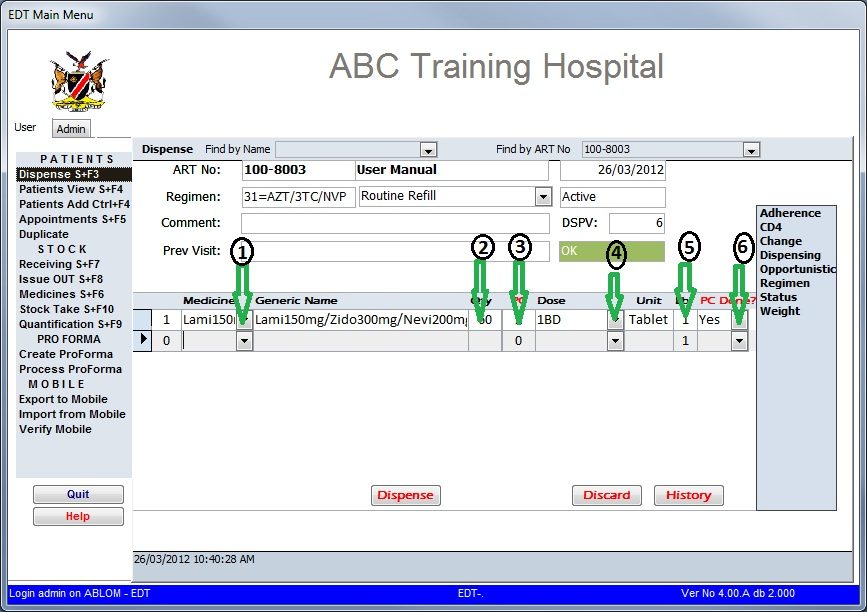 EDT Main Menu
ABC Training Hospital
User Admin
Dispense Find by Name Find by ART No 100-8003
PATIENTS
Dispense S+F3
Patients View S+F4
Patients Add Ctrl+F4
Appointments S+F5
Duplicate
STOCK
Receiving S+F7
Issue OUT S+F8
Medicines S+F6
Stock Take S+F10
Quantification S+F9
PRO FORMA
Create ProForma
Process ProForma
MOBILE
Export to Mobile
Import from Mobile
Verify Mobile
Quit
Help
ART No: 100-8003 User Manual 26/03/2012
Regimen: 31=AZT/3TC/NVP Routine Refill Active
Comment: DSPV: 6
Prev Visit: OK
1 2 3 4 5 6
Medicine Generic Name Qty Dose Unit PC Done?
1 Lami150 Lami150mg/Zido300mg/Nevi200mg 1BD Tablet 1 Yes
0 0 1
Adherence
CD4
Change
Dispensing
Opportunistic
Regimen
Status
Weight
Dispense Discard History
26/03/2012 10:40:28 AM
Login admin on ABLOM - EDT EDT-. Ver No 4.00.A db 2.000